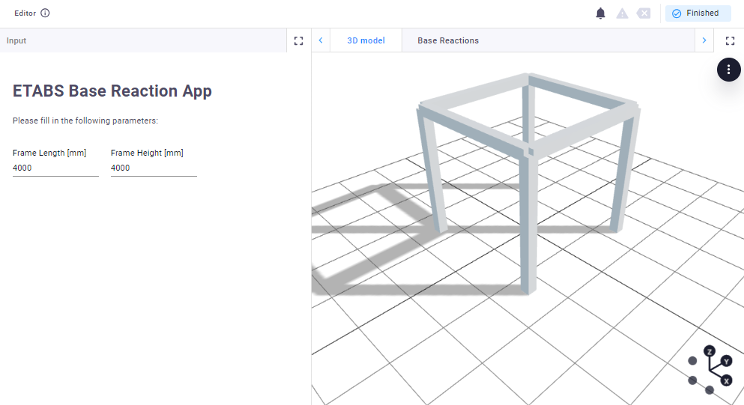 Editor
Finished
Input
3D model
Base Reactions
ETABS Base Reaction App
Please fill in the following parameters:
Frame Length [mm]
Frame Height [mm]
4000
4000
Z
Y
X